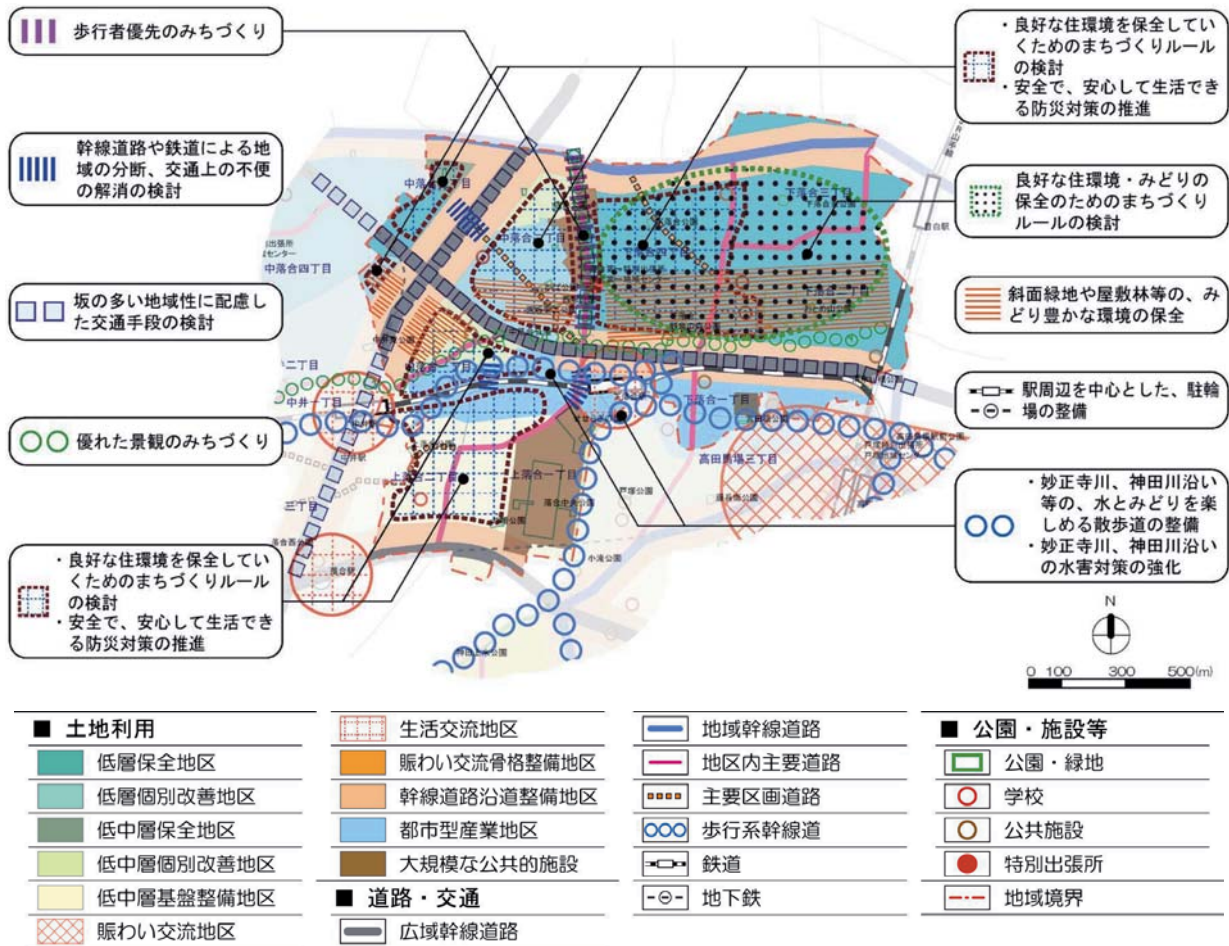 歩行者優先のみちづくり
幹線道路や鉄道による地
域の分断、交通上の不便
の解消の検討
坂の多い地域性に配慮し
た交通手段の検討
優れた景観のみちづくり
・良好な住環境を保全してい
くためのまちづくりルール
の検討
・安全で、安心して生活でき
る防災対策の推進
・良好な住環境を保全してい
くためのまちづくりルール
の検討
・安全で、安心して生活でき
る防災対策の推進
良好な住環境・みどりの
保全のためのまちづくり
ルールの検討
斜面緑地や屋敷林等の、み
どり豊かな環境の保全
駅周辺を中心とした、駐輪
場の整備
・妙正寺川、神田川沿い
等の、水とみどりを楽
しめる散歩道の整備
・妙正寺川、神田川沿い
の水害対策の強化
下落合三丁目
中落合四丁目
下落合四丁目
中井一丁目
下落合一丁目
高田馬場三丁目
上落合二丁目
上落合一丁目
三丁目
戸塚公園
落合中央公園
小滝公園
中井駅
落合駅
目白駅
N
0 100 300 500(m)
■ 土地利用
低層保全地区
低層個別改善地区
低中層保全地区
低中層個別改善地区
低中層基盤整備地区
賑わい交流地区
生活交流地区
賑わい交流骨格整備地区
幹線道路沿道整備地区
都市型産業地区
大規模な公共的施設
■ 道路・交通
広域幹線道路
地域幹線道路
地区内主要道路
主要区画道路
歩行系幹線道
鉄道
地下鉄
■ 公園・施設等
公園・緑地
学校
公共施設
特別出張所
地域境界